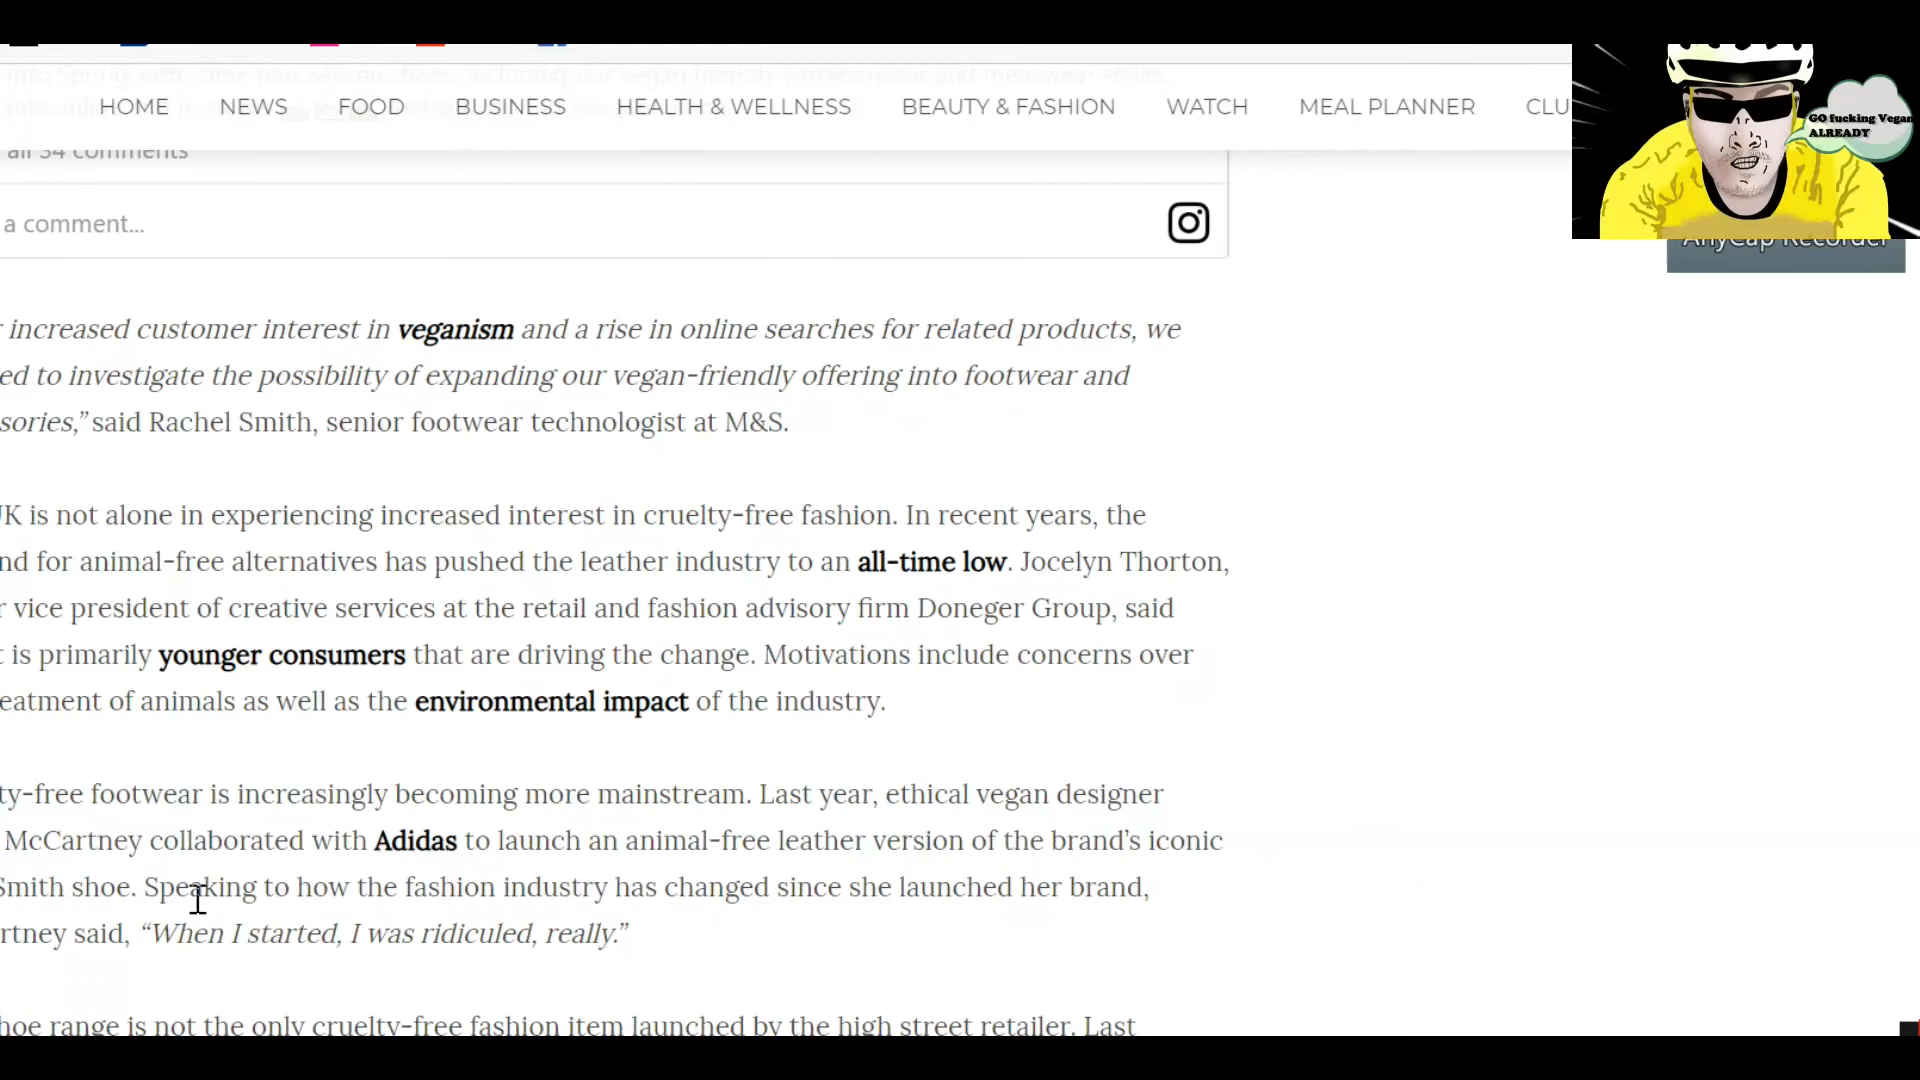 HOME NEWS FOOD BUSINESS HEALTH & WELLNESS BEAUTY & FASHION WATCH MEAL PLANNER CLU
GO fucking Vegan
ALREADY
all 34 comments
a comment...
AnyCap Recorder
r increased customer interest in veganism and a rise in online searches for related products, we
ed to investigate the possibility of expanding our vegan-friendly offering into footwear and
sories,” said Rachel Smith, senior footwear technologist at M&S.
UK is not alone in experiencing increased interest in cruelty-free fashion. In recent years, the
nd for animal-free alternatives has pushed the leather industry to an all-time low. Jocelyn Thorton,
r vice president of creative services at the retail and fashion advisory firm Doneger Group, said
t is primarily younger consumers that are driving the change. Motivations include concerns over
eatment of animals as well as the environmental impact of the industry.
ty-free footwear is increasingly becoming more mainstream. Last year, ethical vegan designer
McCartney collaborated with Adidas to launch an animal-free leather version of the brand’s iconic
Smith shoe. Speaking to how the fashion industry has changed since she launched her brand,
rtney said, “When I started, I was ridiculed, really.”
hoe range is not the only cruelty-free fashion item launched by the high street retailer. Last